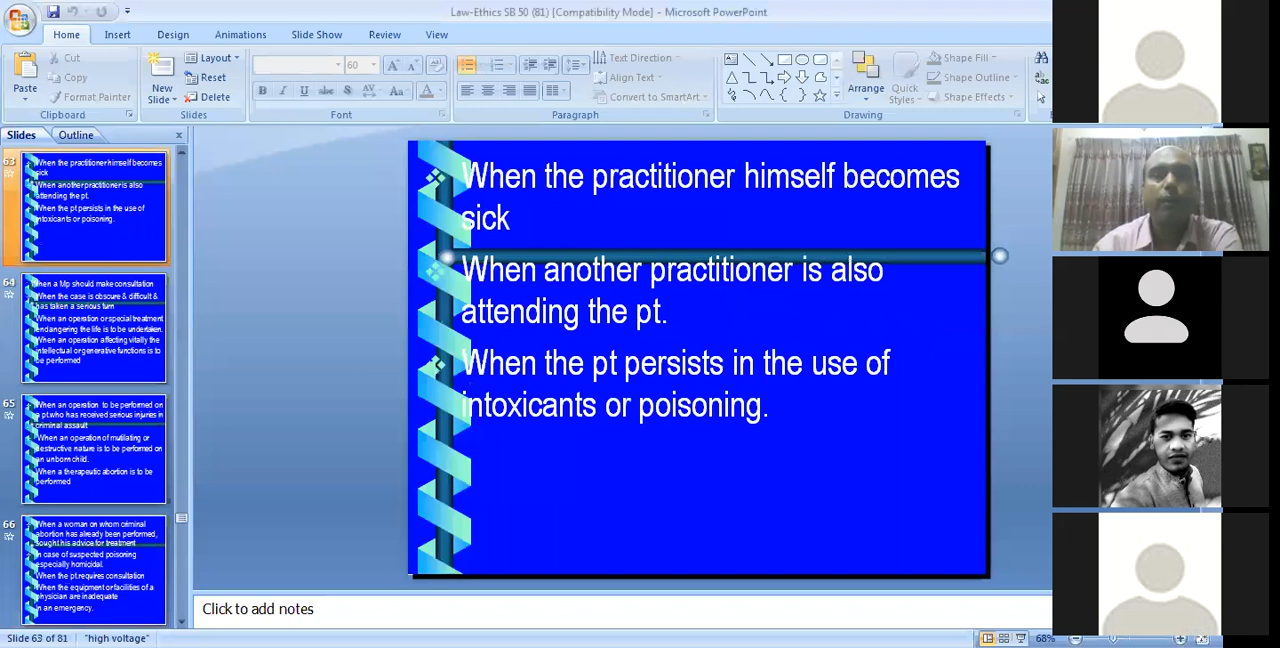 Law-Ethics SB 50 (81) [Compatibility Mode] - Microsoft PowerPoint
Home Insert Design Animations Slide Show Review View
Cut
Copy
Format Painter
Paste
Clipboard
New
Slide
Layout
Reset
Delete
Slides
60
B I U abc S AV Aa A
Font
Paragraph
Text Direction
Align Text
Convert to SmartArt
Arrange
Quick
Styles
Shape Fill
Shape Outline
Shape Effects
Drawing
Slides Outline
63
When the practitioner himself becomes
sick
When another practitioner is also
attending the pt.
When the pt persists in the use of
intoxicants or poisoning.
64
When a Mp should make consultation
When the case is obscure & difficult &
has taken a serious turn
When an operation or special treatment
endangering the life is to be undertaken.
When an operation affecting vitally the
intellectual or generative functions is to
be performed
65
When an operation to be performed on
a pt.who has received serious injuries in
criminal assault
When an operation of mutilating or
destructive nature is to be performed on
an unborn child.
When a therapeutic abortion is to be
performed
66
When a woman on whom criminal
abortion has already been performed,
sought his advice for treatment
In case of suspected poisoning
especially homicidal.
When the pt.requires consultation
When the equipment or facilities of a
physician are inadequate
in an emergency.
When the practitioner himself becomes
sick
When another practitioner is also
attending the pt.
When the pt persists in the use of
intoxicants or poisoning.
Click to add notes
Slide 63 of 81 "high voltage" 68%